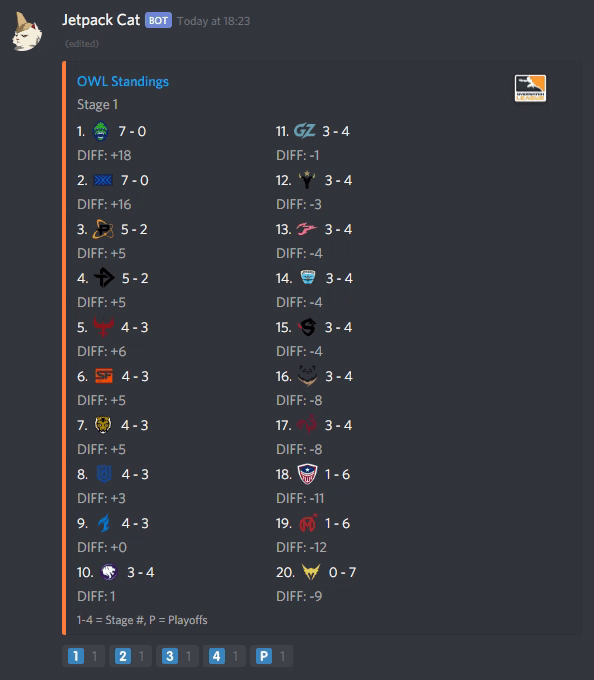 Jetpack Cat BOT Today at 18:23
(edited)
OWL Standings
OVERWATCH
LEAGUE
Stage 1
1. 7 - 0
DIFF: +18
2. 7 - 0
DIFF: +16
3. 5 - 2
DIFF: +5
4. 5 - 2
DIFF: +5
5. 4 - 3
DIFF: +6
6. SF 4 - 3
DIFF: +5
7. 4 - 3
DIFF: +5
8. 4 - 3
DIFF: +3
9. 4 - 3
DIFF: +0
10. 3 - 4
DIFF: 1
11. GZ 3 - 4
DIFF: -1
12. 3 - 4
DIFF: -3
13. 3 - 4
DIFF: -4
14. 3 - 4
DIFF: -4
15. 3 - 4
DIFF: -4
16. 3 - 4
DIFF: -8
17. 3 - 4
DIFF: -8
18. 1 - 6
DIFF: -11
19. 1 - 6
DIFF: -12
20. 0 - 7
DIFF: -9
1-4 = Stage #, P = Playoffs
1 1 2 1 3 1 4 1 P 1